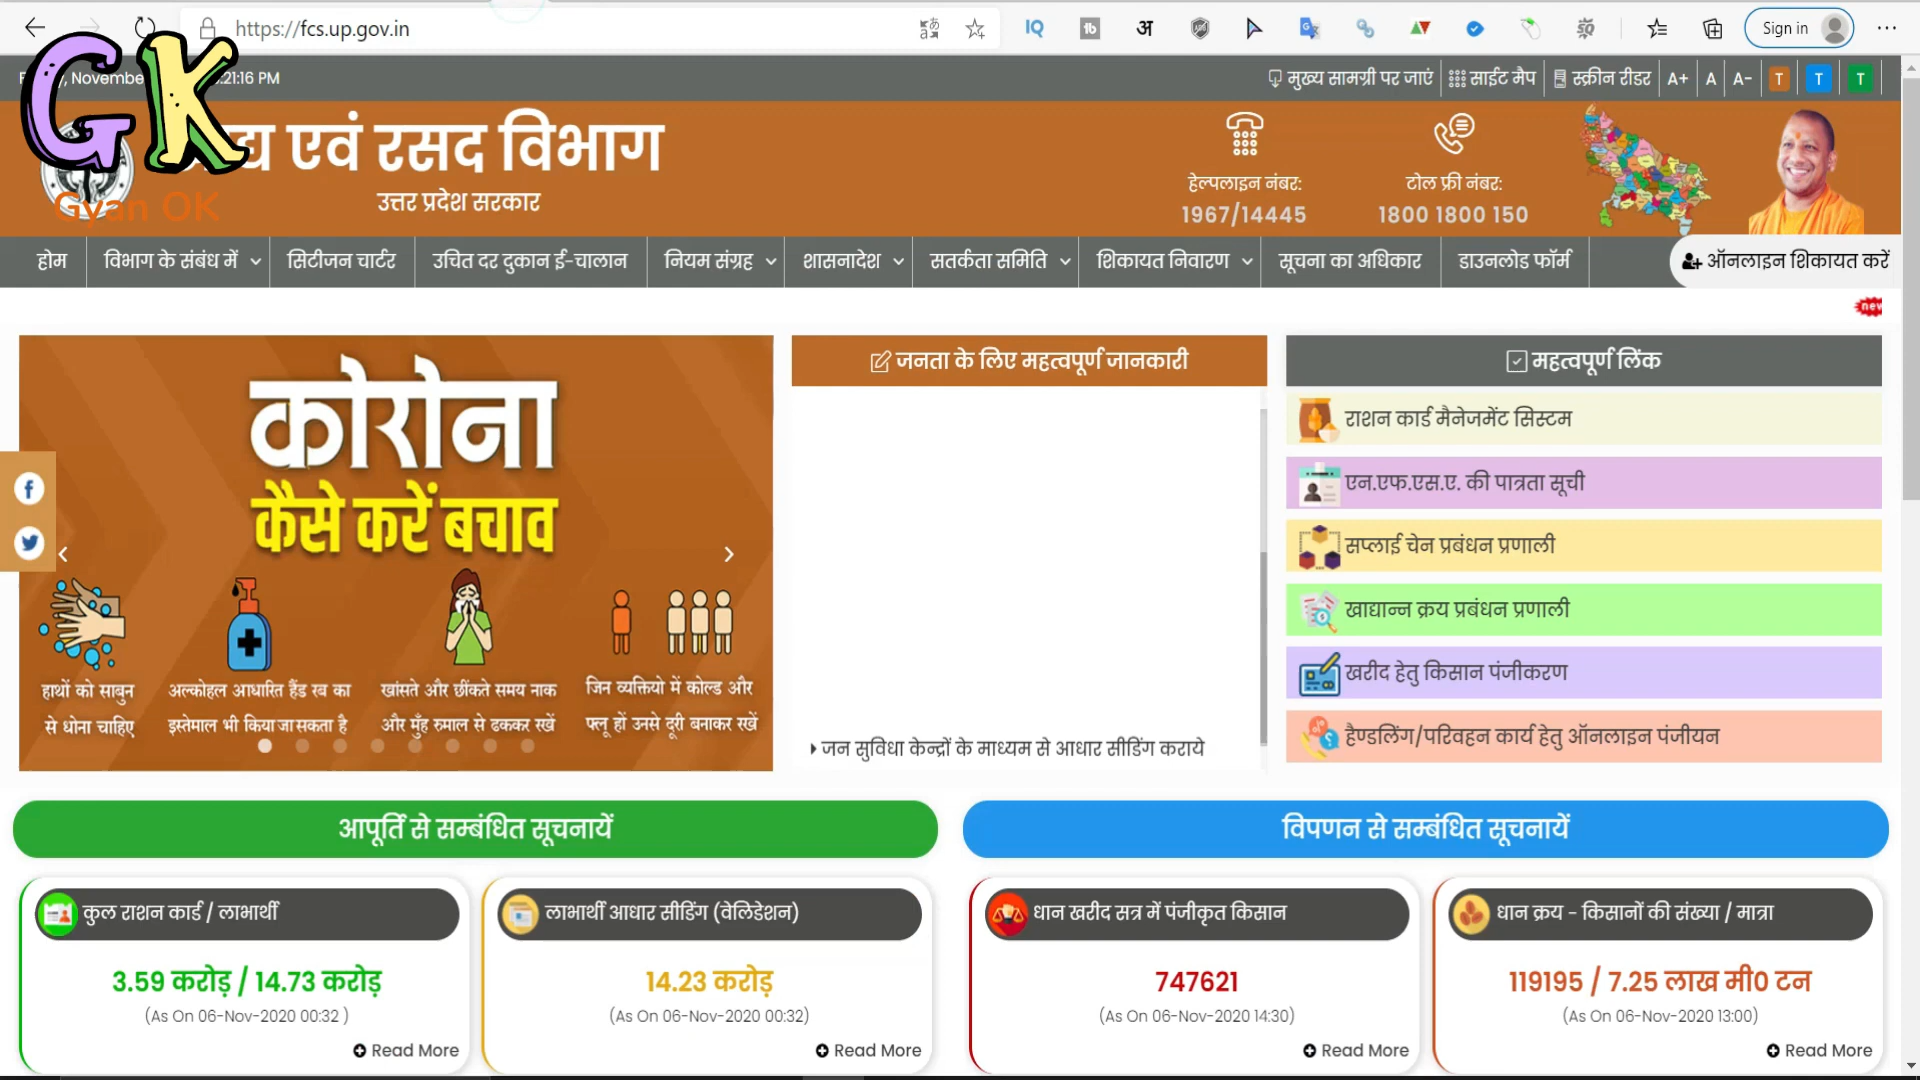 https://fcs.up.gov.in
Sign in
GK
Gyan OK
21:16 PM
मुख्य सामग्री पर जाएं
साईट मैप
स्क्रीन रीडर
A+
A
A-
T
T
T
एवं रसद विभाग
उत्तर प्रदेश सरकार
हेल्पलाइन नंबर:
1967/14445
टोल फ्री नंबर:
1800 1800 150
होम
विभाग के संबंध में
सिटीजन चार्टर
उचित दर दुकान ई-चालान
नियम संग्रह
शासनादेश
सतर्कता समिति
शिकायत निवारण
सूचना का अधिकार
डाउनलोड फॉर्म
ऑनलाइन शिकायत करें
new
कोरोना
कैसे करें बचाव
हाथों को साबुन
से धोना चाहिए
अल्कोहल आधारित हैंड रब का
इस्तेमाल भी किया जा सकता है
खांसते और छींकते समय नाक
और मुँह रुमाल से ढककर रखें
जिन व्यक्तियो में कोल्ड और
फ्लू हों उनसे दूरी बनाकर रखें
जनता के लिए महत्वपूर्ण जानकारी
जन सुविधा केन्द्रों के माध्यम से आधार सीडिंग कराये
महत्वपूर्ण लिंक
राशन कार्ड मैनेजमेंट सिस्टम
एन.एफ.एस.ए. की पात्रता सूची
सप्लाई चेन प्रबंधन प्रणाली
खाद्यान्न क्रय प्रबंधन प्रणाली
खरीद हेतु किसान पंजीकरण
हैण्डलिंग/परिवहन कार्य हेतु ऑनलाइन पंजीयन
आपूर्ति से सम्बंधित सूचनायें
विपणन से सम्बंधित सूचनायें
कुल राशन कार्ड / लाभार्थी
3.59 करोड़ / 14.73 करोड़
(As On 06-Nov-2020 00:32 )
Read More
लाभार्थी आधार सीडिंग (वेलिडेशन)
14.23 करोड़
(As On 06-Nov-2020 00:32)
Read More
धान खरीद सत्र में पंजीकृत किसान
747621
(As On 06-Nov-2020 14:30)
Read More
धान क्रय - किसानों की संख्या / मात्रा
119195 / 7.25 लाख मी0 टन
(As On 06-Nov-2020 13:00)
Read More